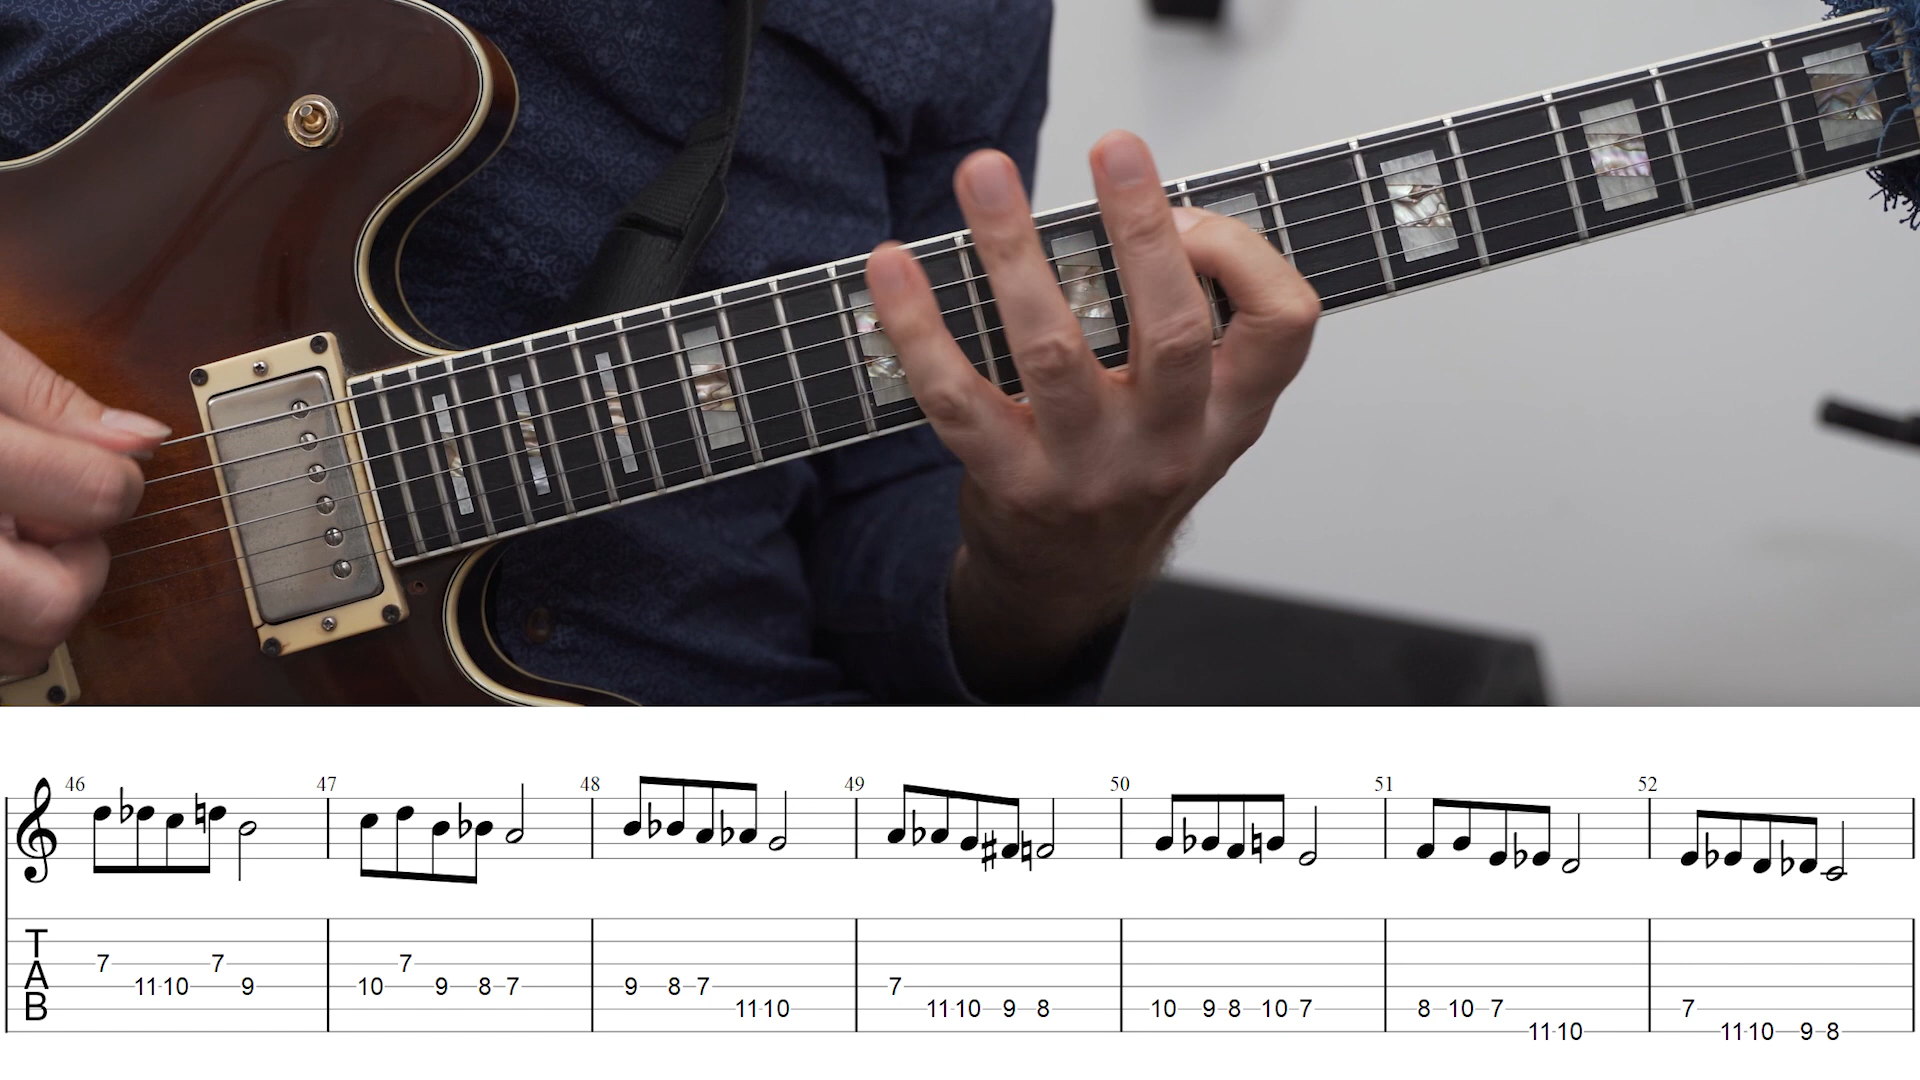 46 47 48 49 50 51 52
T 7 7 7
A 11 10 9 10 9 8 7 9 8 7 7
B 11 10 11 10 9 8 10 9 8 10 7 8 10 7 7
11 10 11 10 9 8